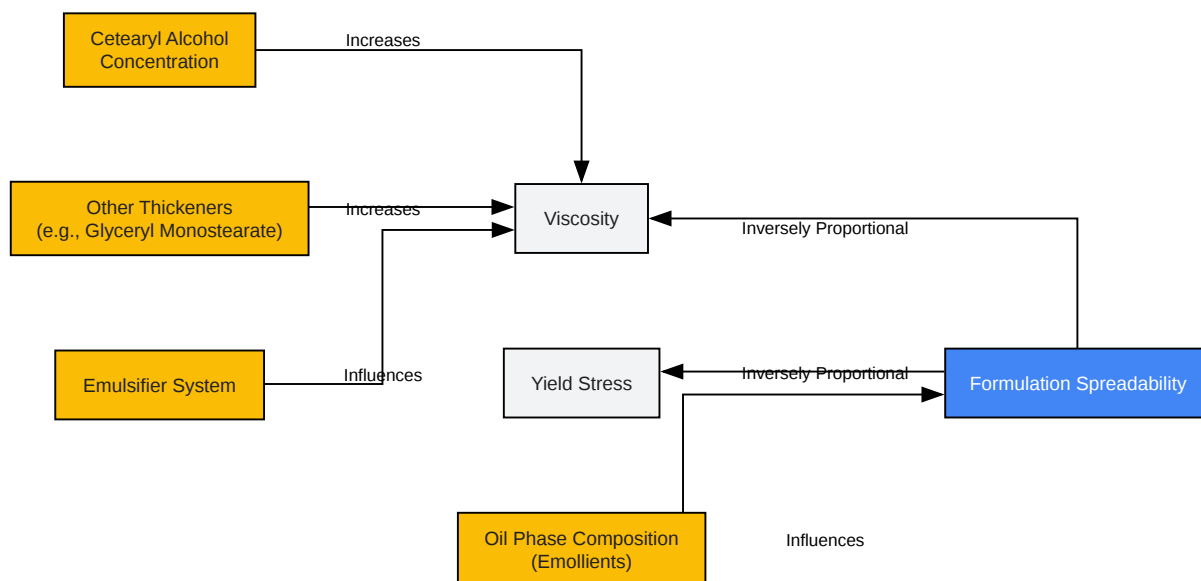 Cetearyl Alcohol
Concentration
Increases
Other Thickeners
(e.g., Glyceryl Monostearate)
Increases
Viscosity
Inversely Proportional
Emulsifier System
Influences
Yield Stress
Inversely Proportional
Formulation Spreadability
Oil Phase Composition
(Emollients)
Influences